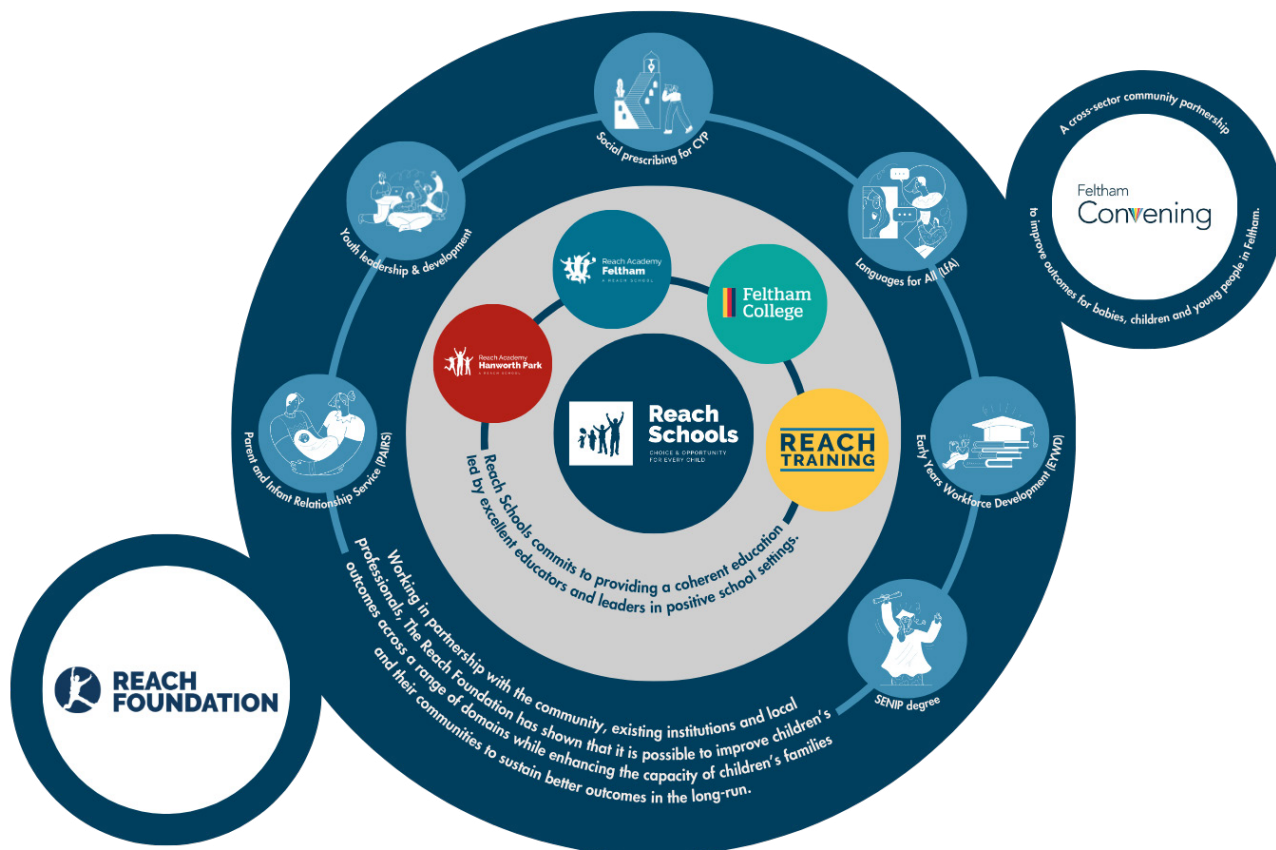 Social prescribing for CYP
Youth leadership & development
Languages for All (LfA)
Parent and Infant Relationship Service (PAIRS)
Early Years Workforce Development (EYWD)
SENIP degree
A cross-sector community partnership
to improve outcomes for babies, children and young people in Feltham.
Feltham
Convening
Reach Academy
Feltham
A REACH SCHOOL
Feltham
College
Reach Academy
Hanworth Park
A REACH SCHOOL
Reach
Schools
CHOICE & OPPORTUNITY
FOR EVERY CHILD
REACH
TRAINING
Reach Schools commits to providing a coherent education
led by excellent educators and leaders in positive school settings.
Working in partnership with the community, existing institutions and local
professionals, The Reach Foundation has shown that it is possible to improve children's
outcomes across a range of domains while enhancing the capacity of children's families
and their communities to sustain better outcomes in the long-run.
REACH
FOUNDATION